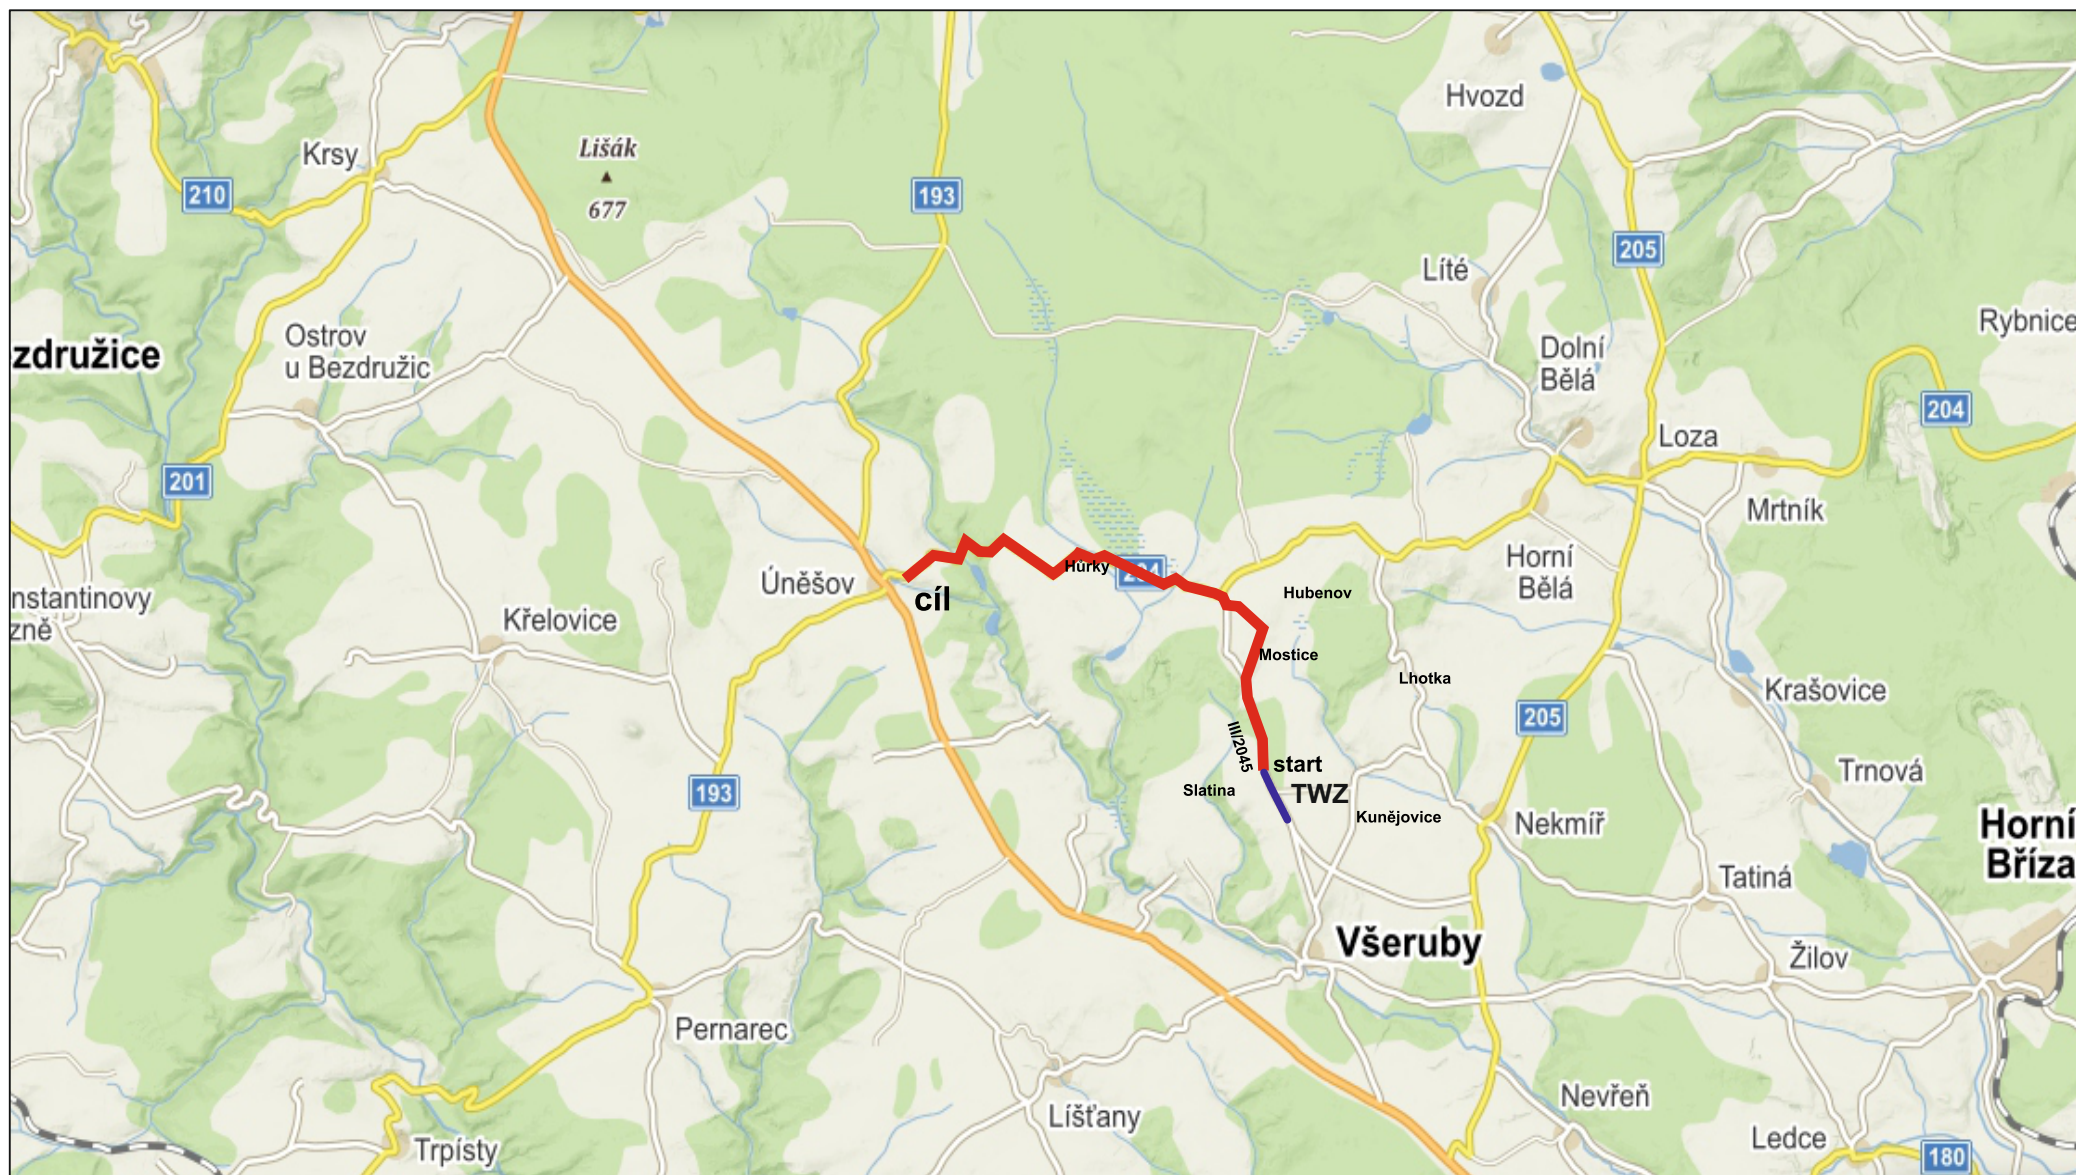 Hvozd
Krsy
Lišák
677
210
193
205
Líté
Rybnice
Ostrov
u Bezdružic
združice
Dolní
Bělá
204
Loza
201
Mrtník
Úněšov
cíl
Hůrky
204
Hubenov
Horní
Bělá
nstantinovy
zně
Křelovice
Mostice
Lhotka
Krašovice
205
III/2045
start
TWZ
Slatina
Kunějovice
193
Nekmíř
Trnová
Horní
Bříza
Tatiná
Všeruby
Žilov
Pernarec
Líšťany
Nevřeň
Trpísty
Ledce
180